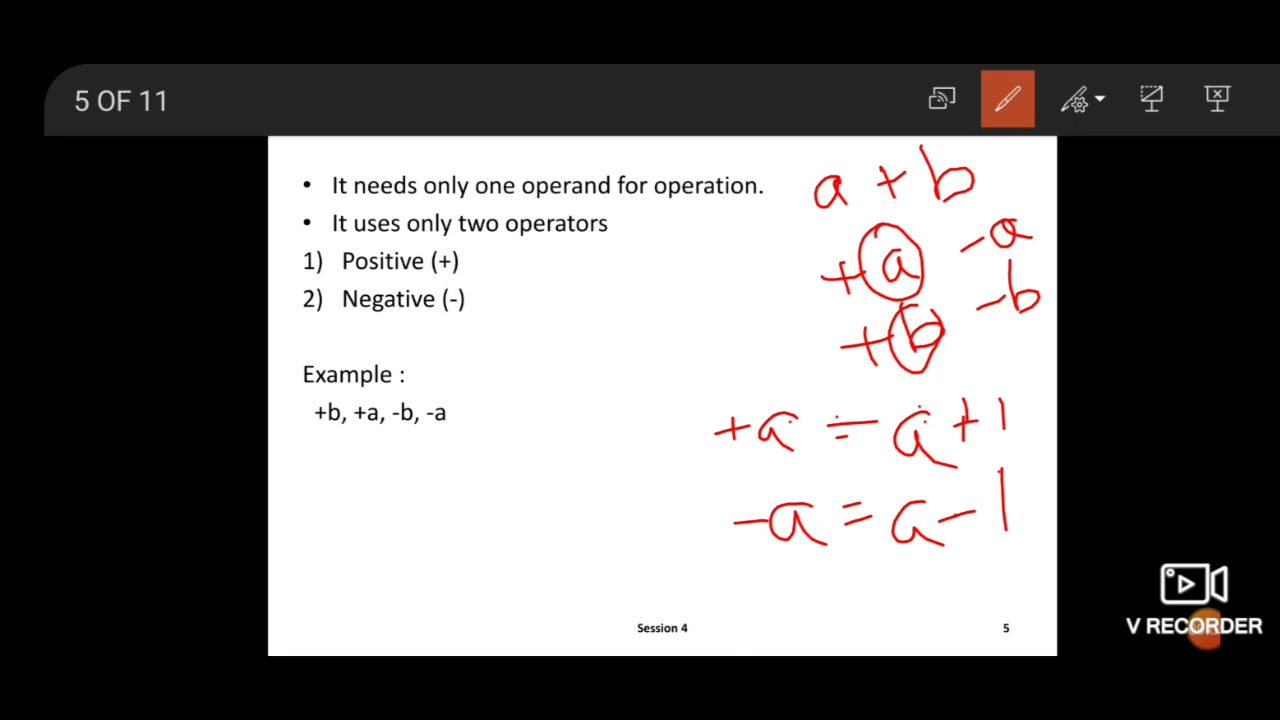 5 OF 11
• It needs only one operand for operation.
• It uses only two operators
1) Positive (+)
2) Negative (-)
Example :
+b, +a, -b, -a
a + b
+a -a
+b -b
+a = a+1
-a = a-1
Session 4
5
V RECORDER